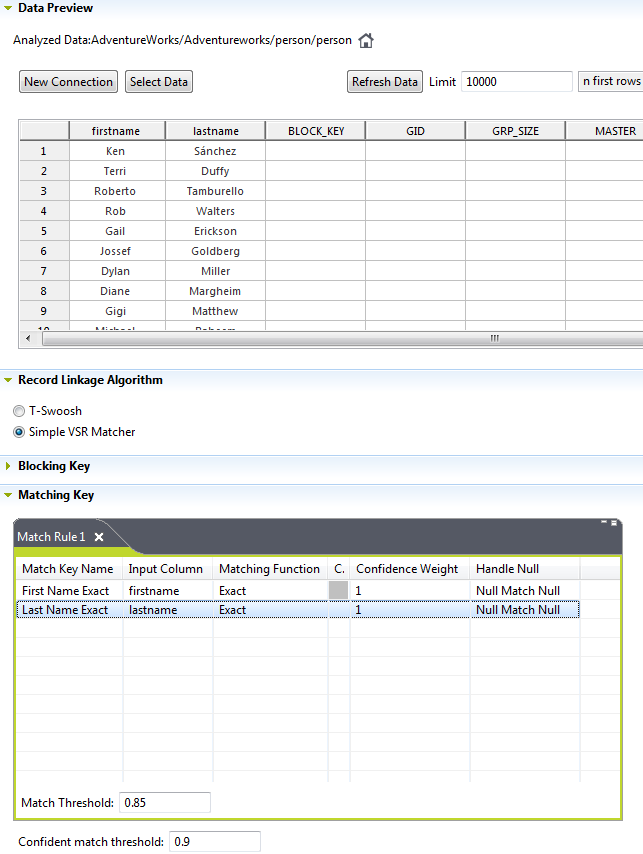 Data Preview
Analyzed Data:AdventureWorks/Adventureworks/person/person
New Connection Select Data Refresh Data Limit 10000 n first rows
firstname lastname BLOCK_KEY GID GRP_SIZE MASTER
1 Ken Sánchez
2 Terri Duffy
3 Roberto Tamburello
4 Rob Walters
5 Gail Erickson
6 Jossef Goldberg
7 Dylan Miller
8 Diane Margheim
9 Gigi Matthew
Record Linkage Algorithm
T-Swoosh
Simple VSR Matcher
Blocking Key
Matching Key
Match Rule 1
Match Key Name Input Column Matching Function C. Confidence Weight Handle Null
First Name Exact firstname Exact 1 Null Match Null
Last Name Exact lastname Exact 1 Null Match Null
Match Threshold: 0.85
Confident match threshold: 0.9